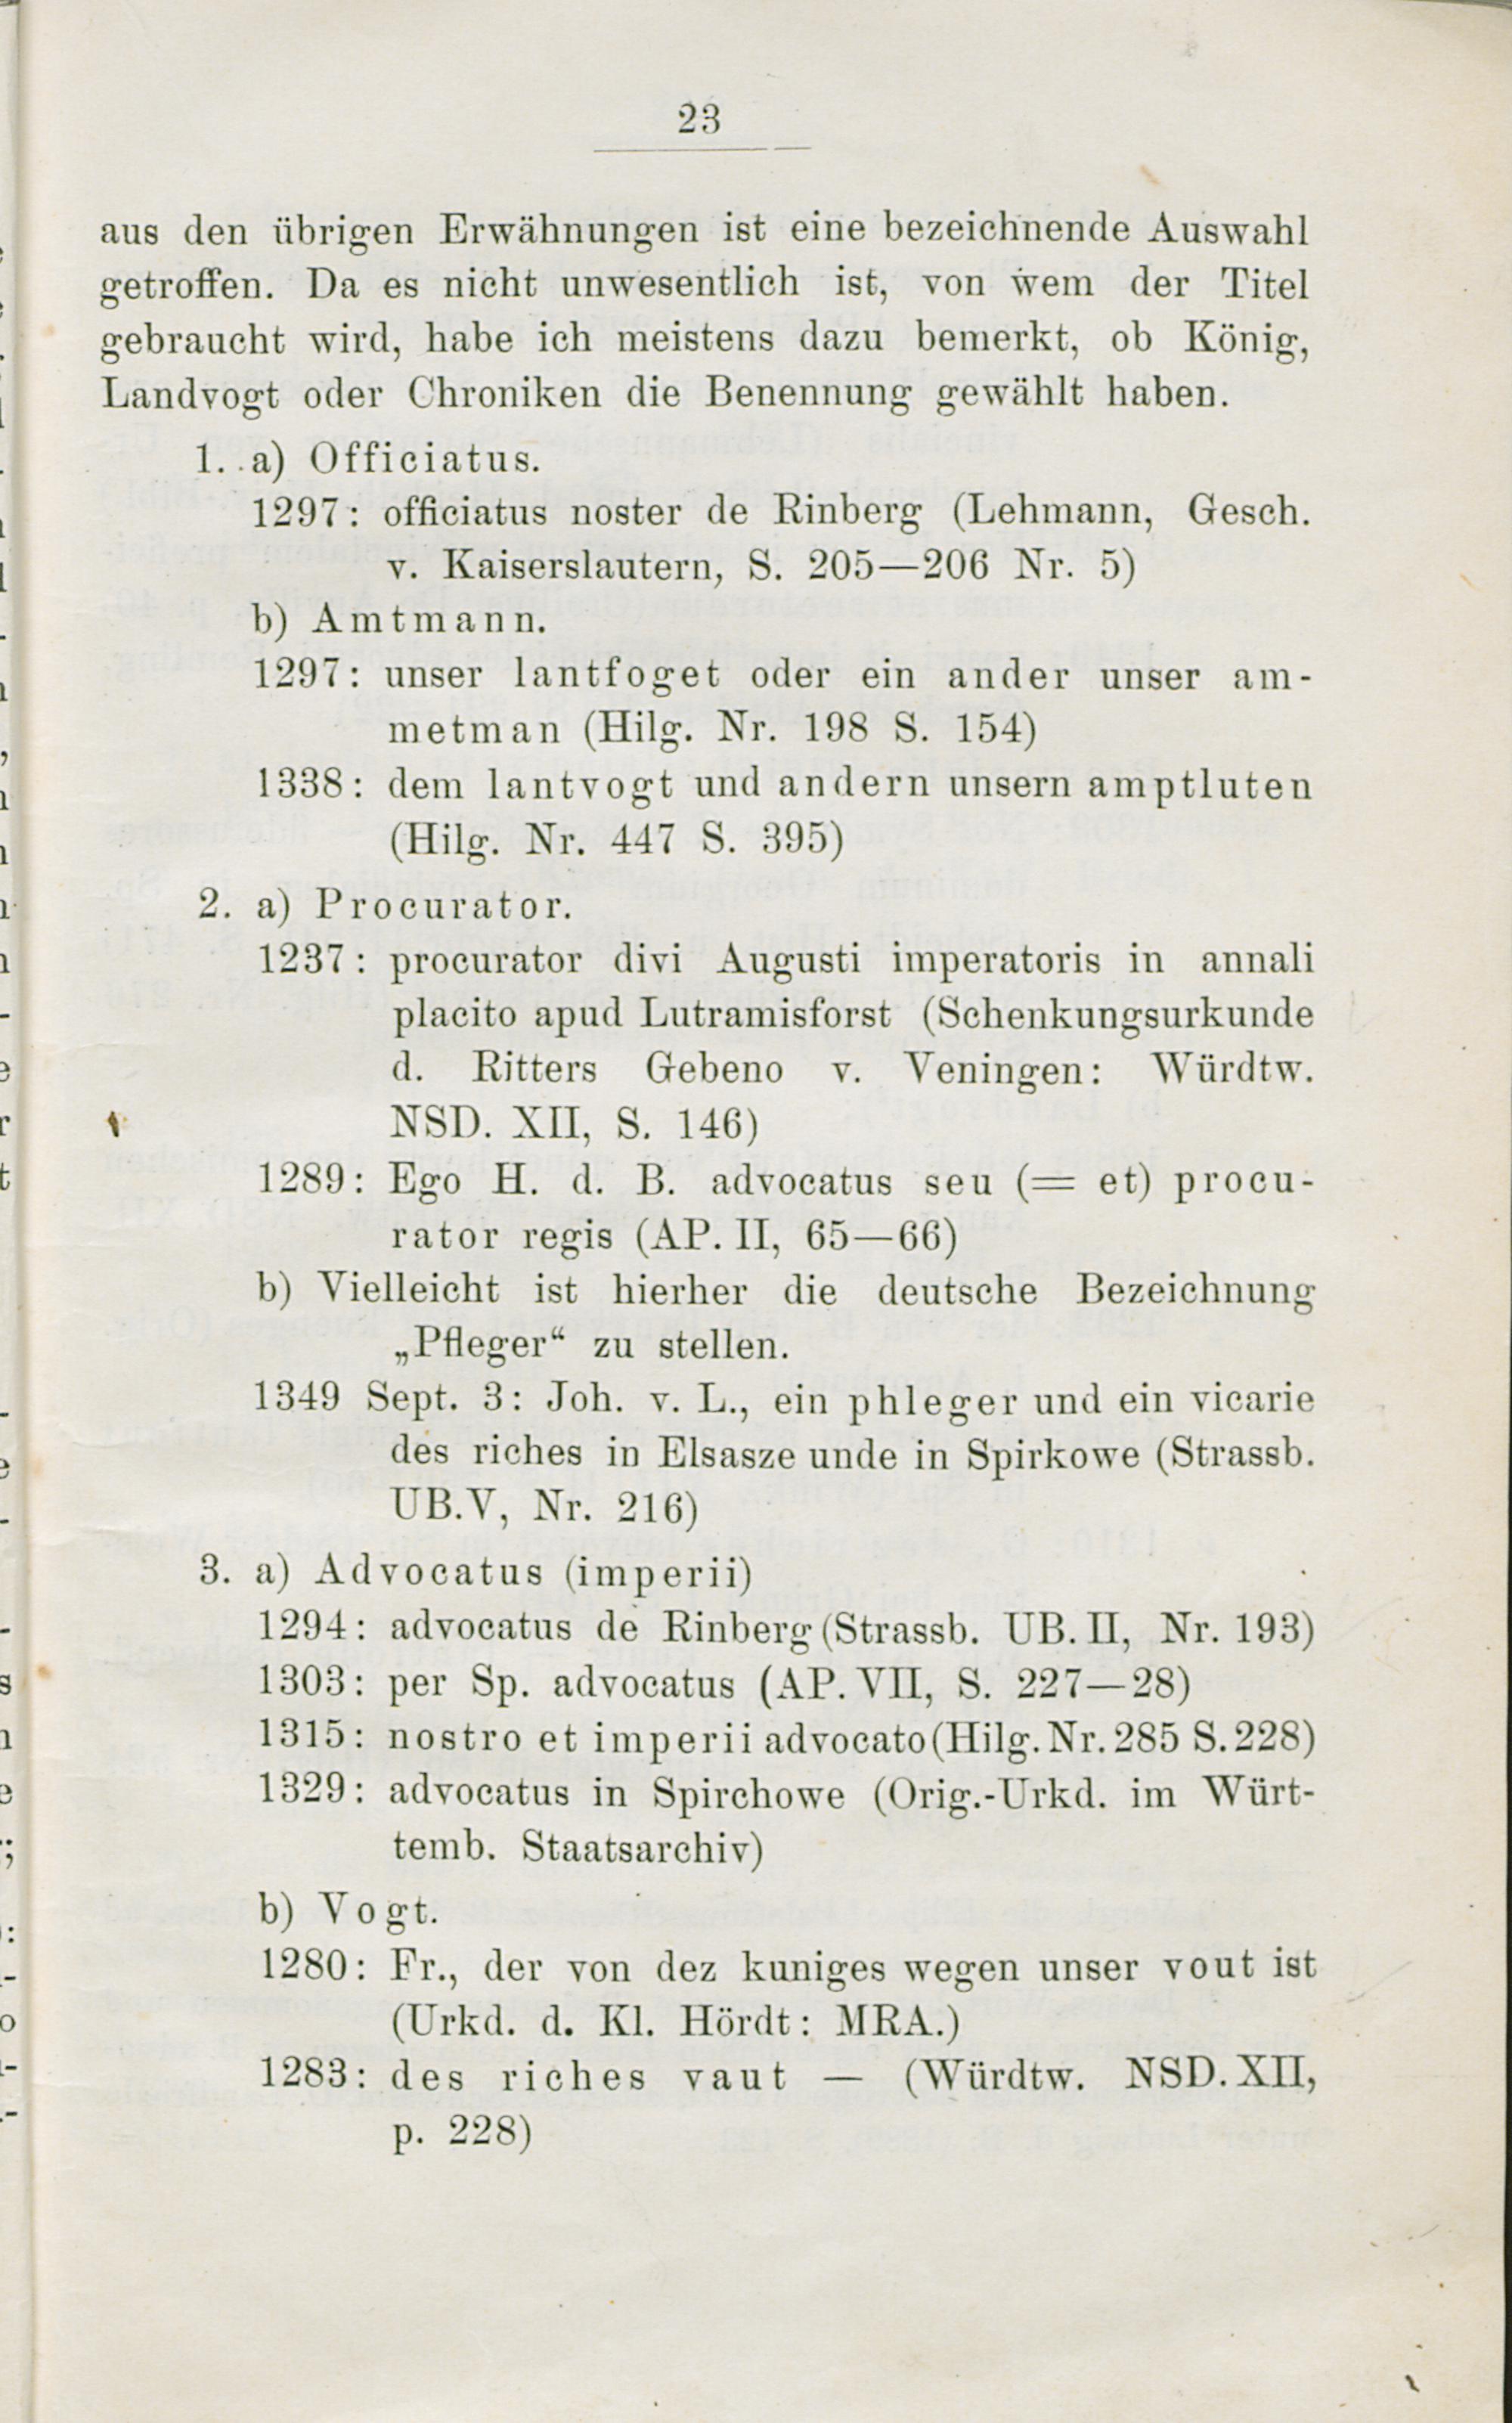 23
aus den übrigen Erwähnungen ist eine bezeichnende Auswahl
getroffen. Da es nicht unwesentlich ist, von wem der Titel
gebraucht wird, habe ich meistens dazu bemerkt, ob König,
Landvogt oder Chroniken die Benennung gewählt haben.
1. a) Officiatus.
1297: officiatus noster de Rinberg (Lehmann, Gesch.
v. Kaiserslautern, S. 205—206 Nr. 5)
b) Amtmann.
1297: unser lantfoget oder ein ander unser am-
metman (Hilg. Nr. 198 S. 154)
1338: dem lantvogt und andern unsern amptluten
(Hilg. Nr. 447 S. 395)
2. a) Procurator.
1237: procurator divi Augusti imperatoris in annali
placito apud Lutramisforst (Schenkungsurkunde
d. Ritters Gebeno v. Veningen: Würdtw.
NSD. XII, S. 146)
1289: Ego H. d. B. advocatus seu (= et) procu-
rator regis (AP. II, 65—66)
b) Vielleicht ist hierher die deutsche Bezeichnung
„Pfleger“ zu stellen.
1349 Sept. 3: Joh. v. L., ein phleger und ein vicarie
des riches in Elsasze unde in Spirkowe (Strassb.
UB.V, Nr. 216)
3. a) Advocatus (imperii)
1294: advocatus de Rinberg (Strassb. UB. II, Nr. 193)
1303: per Sp. advocatus (AP. VII, S. 227—28)
1315: nostro et imperii advocato (Hilg. Nr. 285 S. 228)
1329: advocatus in Spirchowe (Orig.-Urkd. im Würt-
temb. Staatsarchiv)
b) Vogt.
1280: Fr., der von dez kuniges wegen unser vout ist
(Urkd. d. Kl. Hördt: MRA.)
1283: des riches vaut — (Würdtw. NSD. XII,
p. 228)